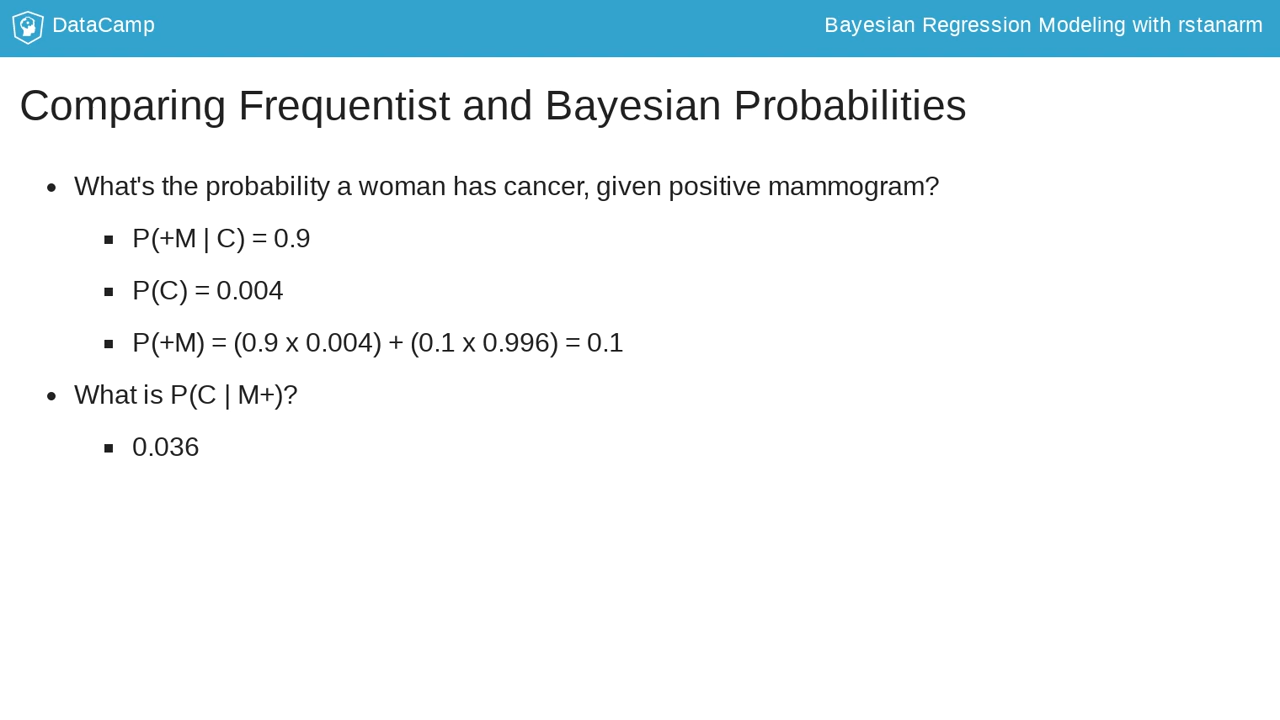 DataCamp
Bayesian Regression Modeling with rstanarm
Comparing Frequentist and Bayesian Probabilities
What's the probability a woman has cancer, given positive mammogram?
P(+M | C) = 0.9
P(C) = 0.004
P(+M) = (0.9 x 0.004) + (0.1 x 0.996) = 0.1
What is P(C | M+)?
0.036